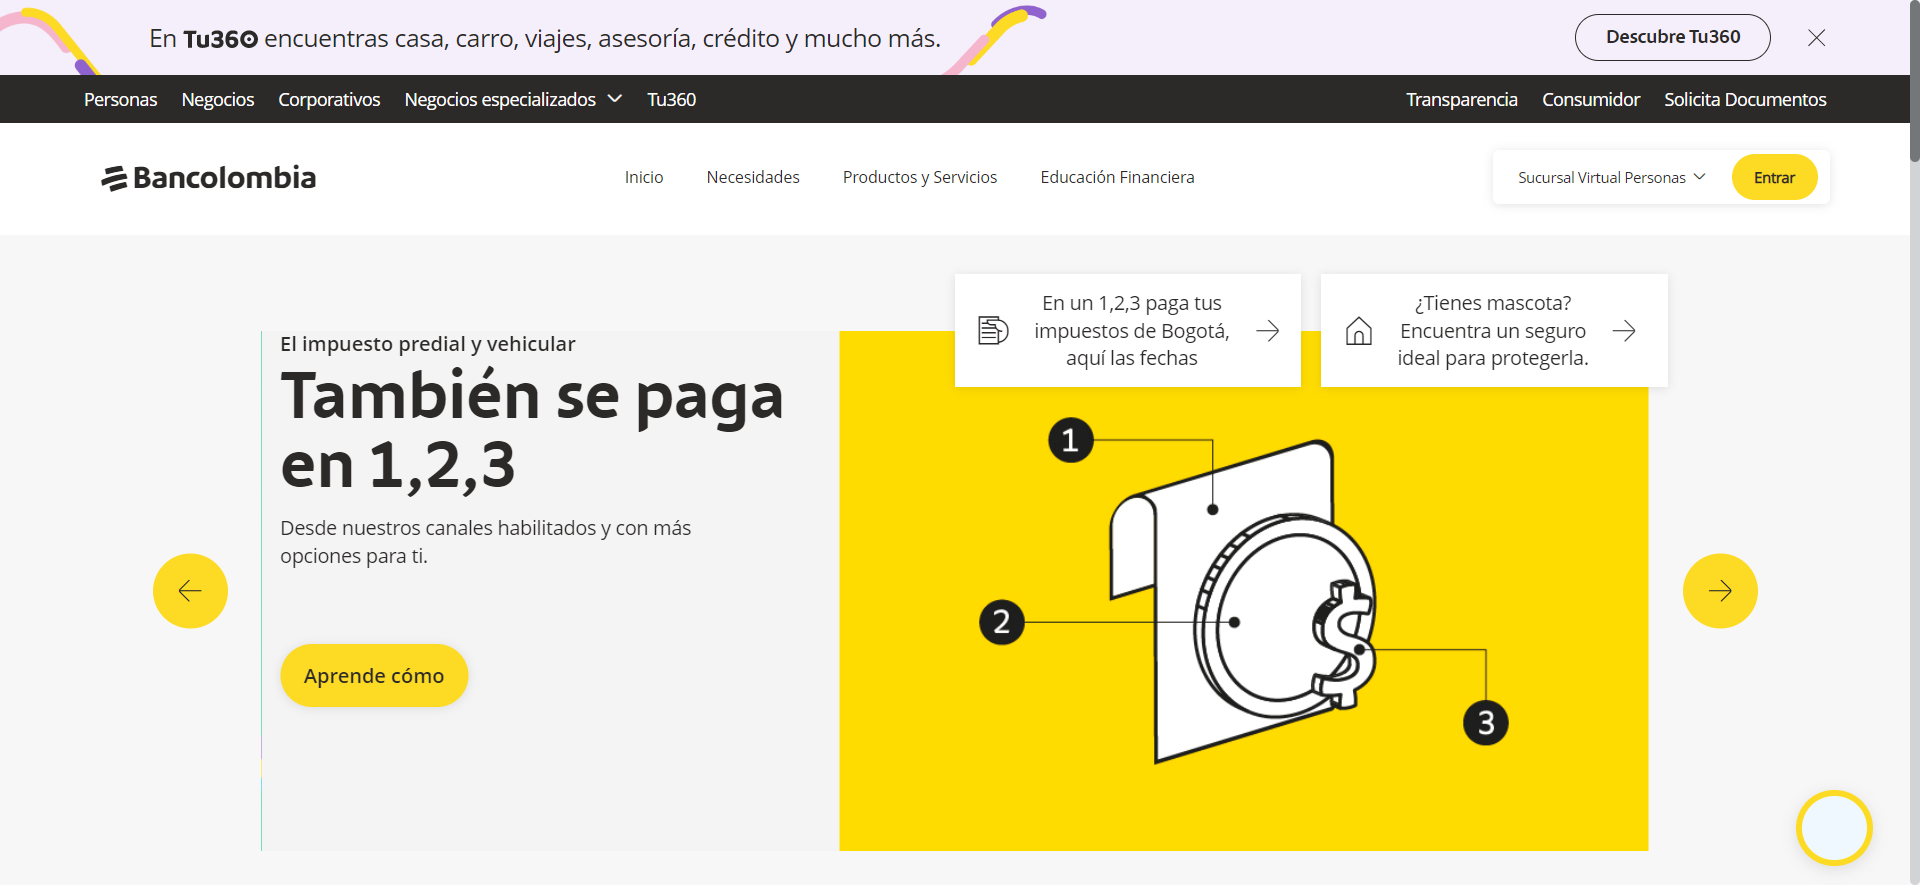 En Tu360 encuentras casa, carro, viajes, asesoría, crédito y mucho más.
Descubre Tu360
Personas Negocios Corporativos Negocios especializados Tu360
Transparencia Consumidor Solicita Documentos
Bancolombia
Inicio Necesidades Productos y Servicios Educación Financiera
Sucursal Virtual Personas
Entrar
En un 1,2,3 paga tus
impuestos de Bogotá,
aquí las fechas
¿Tienes mascota?
Encuentra un seguro
ideal para protegerla.
El impuesto predial y vehicular
También se paga
en 1,2,3
Desde nuestros canales habilitados y con más
opciones para ti.
Aprende cómo
1
2
3
$